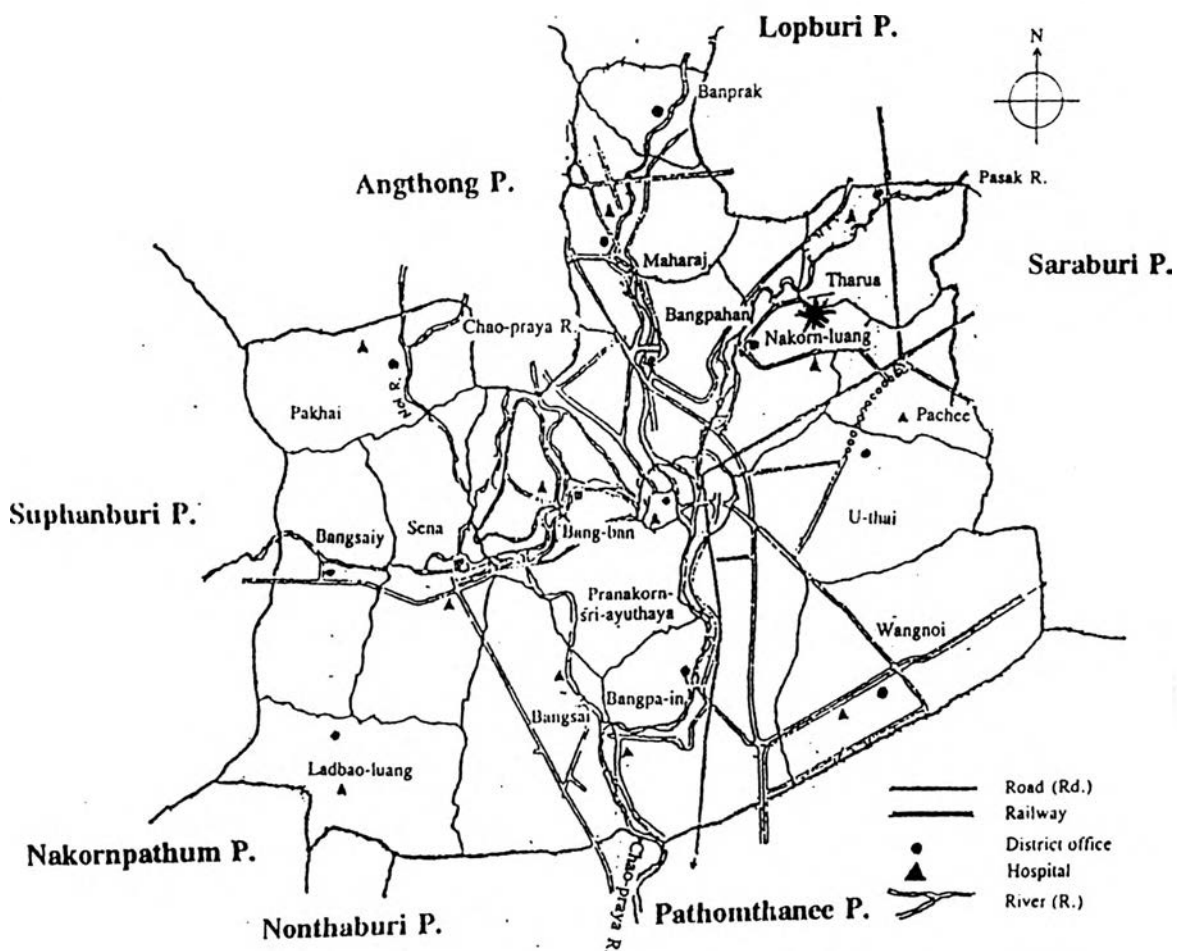 Lopburi P.
N
Banprak
Angthong P.
Pasak R.
Maharaj
Saraburi P.
Tharua
Bangpahan
Chao-praya R.
Nakorn-luang
Pakhai
Noi R.
Pachee
Suphanburi P.
Sena
U-thai
Bangsaiy
Bang-ban
Pranakorn-
sri-ayuthaya
Wangnoi
Bangpa-in
Bangsai
Ladbao-luang
Road (Rd.)
Railway
District office
Hospital
River (R.)
Nakornpathum P.
Chao-praya R
Nonthaburi P.
Pathomthanee P.